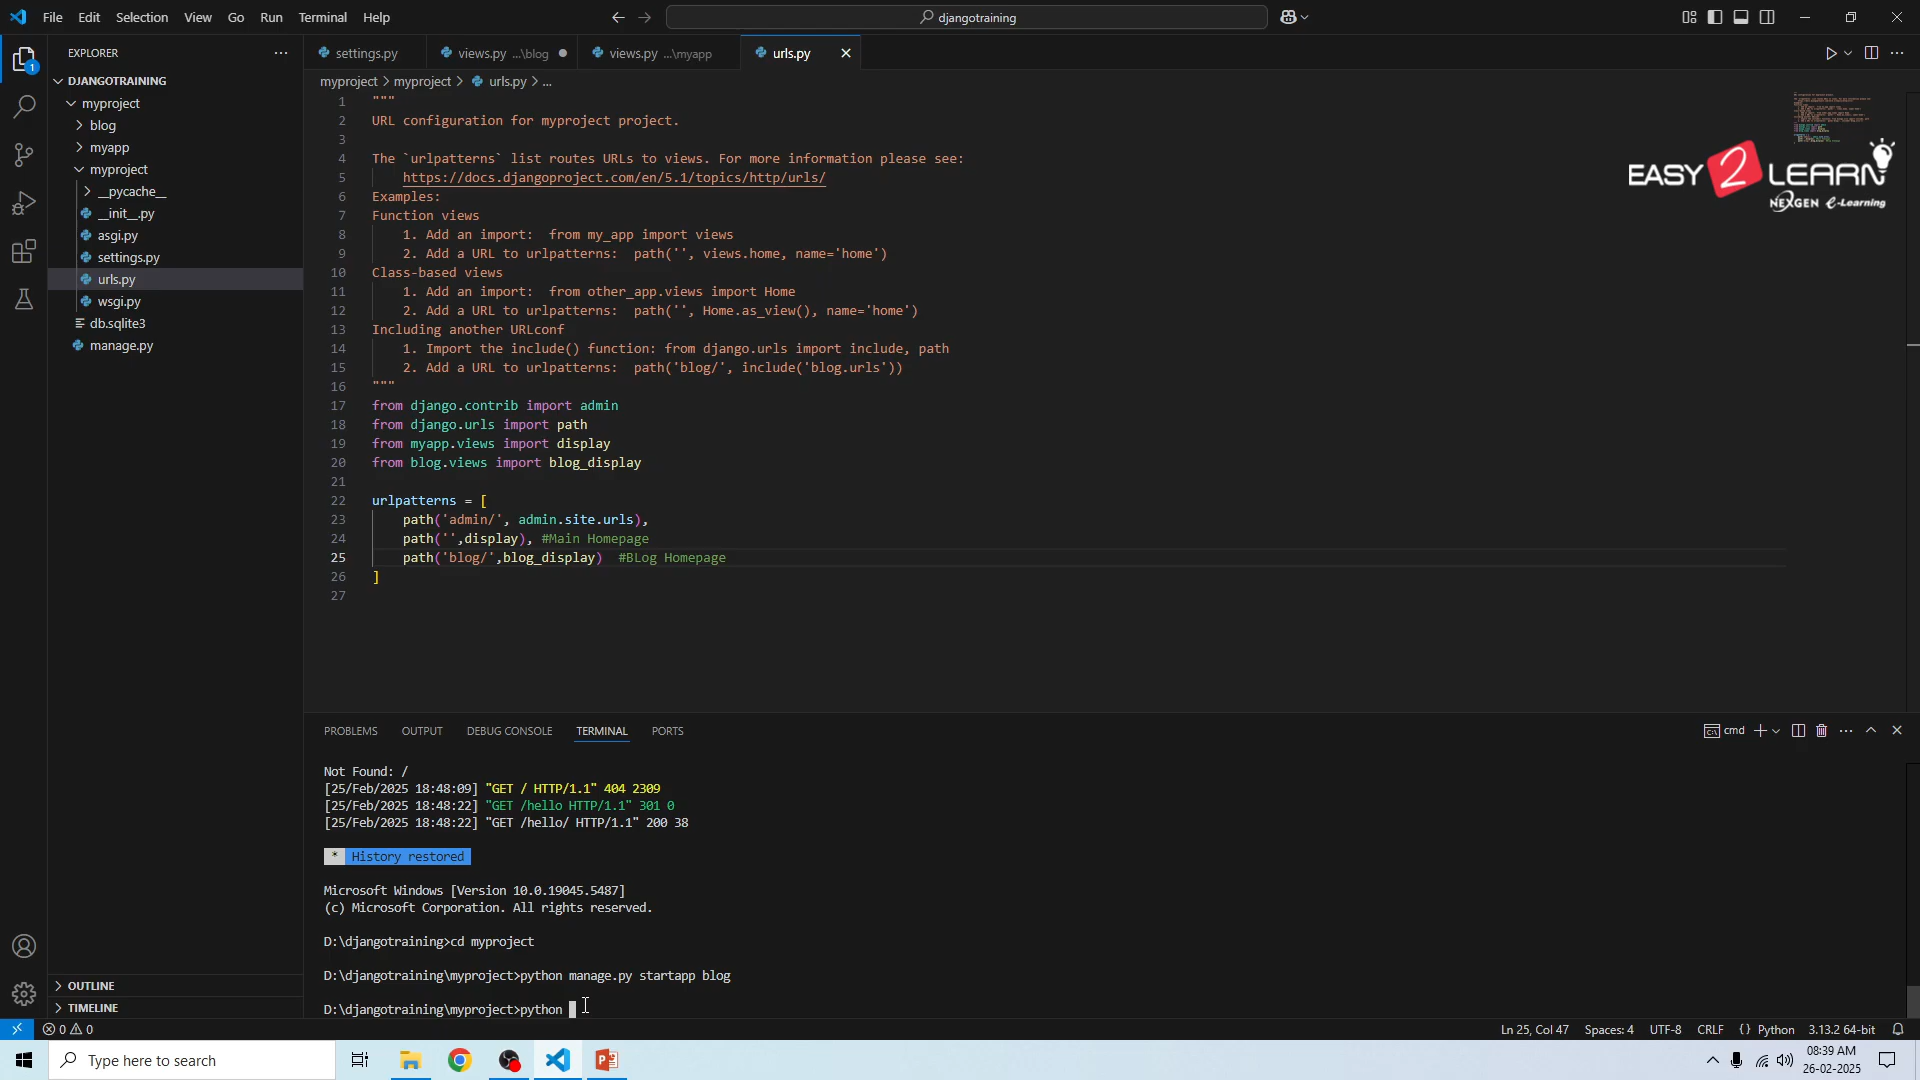 File Edit Selection View Go Run Terminal Help
djangotraining
EXPLORER
1
DJANGOTRAINING
myproject
blog
myapp
myproject
__pycache__
__init__.py
asgi.py
settings.py
urls.py
wsgi.py
db.sqlite3
manage.py
OUTLINE
TIMELINE
settings.py views.py ...\blog views.py ...\myapp urls.py
myproject > myproject > urls.py > ...
1 """
2 URL configuration for myproject project.
3
4 The `urlpatterns` list routes URLs to views. For more information please see:
5 https://docs.djangoproject.com/en/5.1/topics/http/urls/
6 Examples:
7 Function views
8 1. Add an import:  from my_app import views
9 2. Add a URL to urlpatterns:  path('', views.home, name='home')
10 Class-based views
11 1. Add an import:  from other_app.views import Home
12 2. Add a URL to urlpatterns:  path('', Home.as_view(), name='home')
13 Including another URLconf
14 1. Import the include() function: from django.urls import include, path
15 2. Add a URL to urlpatterns:  path('blog/', include('blog.urls'))
16 """
17 from django.contrib import admin
18 from django.urls import path
19 from myapp.views import display
20 from blog.views import blog_display
21
22 urlpatterns = [
23 path('admin/', admin.site.urls),
24 path('',display), #Main Homepage
25 path('blog/',blog_display)  #BLog Homepage
26 ]
27
EASY 2 LEARN
NEXGEN e-Learning
PROBLEMS OUTPUT DEBUG CONSOLE TERMINAL PORTS
cmd
Not Found: /
[25/Feb/2025 18:48:09] "GET / HTTP/1.1" 404 2309
[25/Feb/2025 18:48:22] "GET /hello HTTP/1.1" 301 0
[25/Feb/2025 18:48:22] "GET /hello/ HTTP/1.1" 200 38
* History restored
Microsoft Windows [Version 10.0.19045.5487]
(c) Microsoft Corporation. All rights reserved.
D:\djangotraining>cd myproject
D:\djangotraining\myproject>python manage.py startapp blog
D:\djangotraining\myproject>python
0 0
Ln 25, Col 47 Spaces: 4 UTF-8 CRLF {} Python 3.13.2 64-bit
Type here to search
08:39 AM
26-02-2025